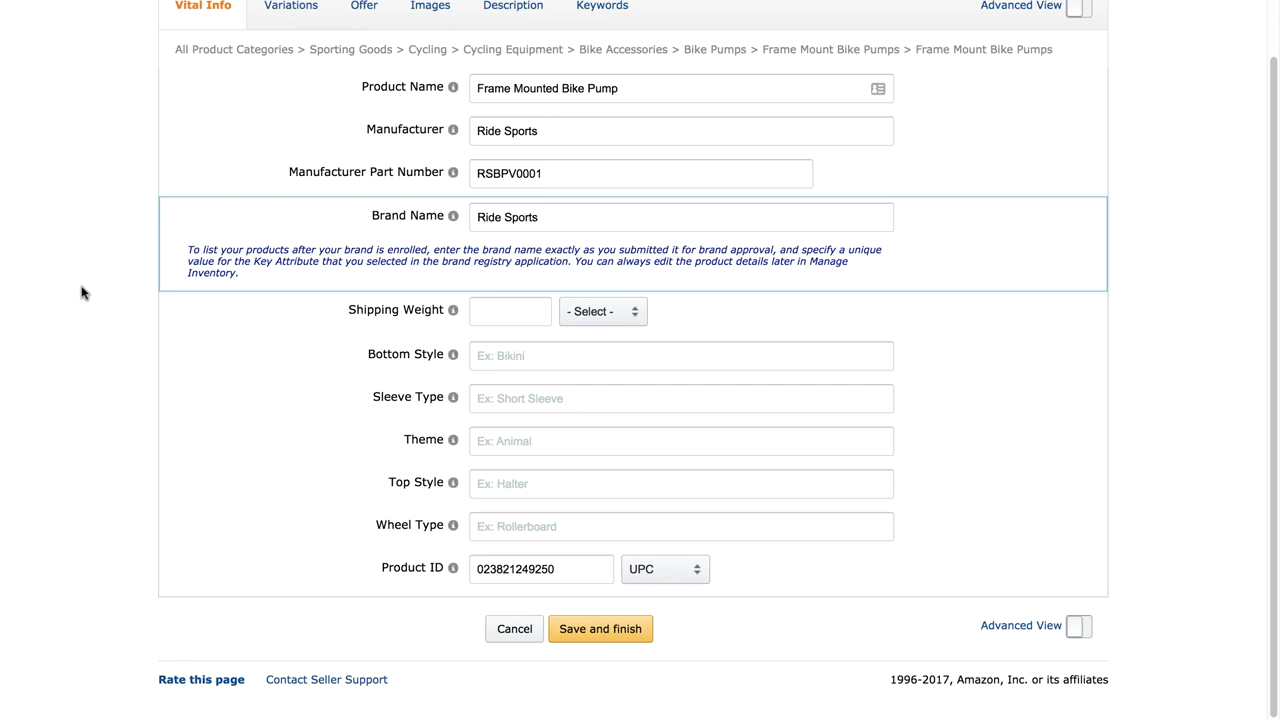 Vital Info Variations Offer Images Description Keywords Advanced View
All Product Categories > Sporting Goods > Cycling > Cycling Equipment > Bike Accessories > Bike Pumps > Frame Mount Bike Pumps > Frame Mount Bike Pumps
Product Name Frame Mounted Bike Pump
Manufacturer Ride Sports
Manufacturer Part Number RSBPV0001
Brand Name Ride Sports
To list your products after your brand is enrolled, enter the brand name exactly as you submitted it for brand approval, and specify a unique
value for the Key Attribute that you selected in the brand registry application. You can always edit the product details later in Manage
Inventory.
Shipping Weight - Select -
Bottom Style Ex: Bikini
Sleeve Type Ex: Short Sleeve
Theme Ex: Animal
Top Style Ex: Halter
Wheel Type Ex: Rollerboard
Product ID 023821249250 UPC
Cancel Save and finish Advanced View
Rate this page Contact Seller Support 1996-2017, Amazon, Inc. or its affiliates